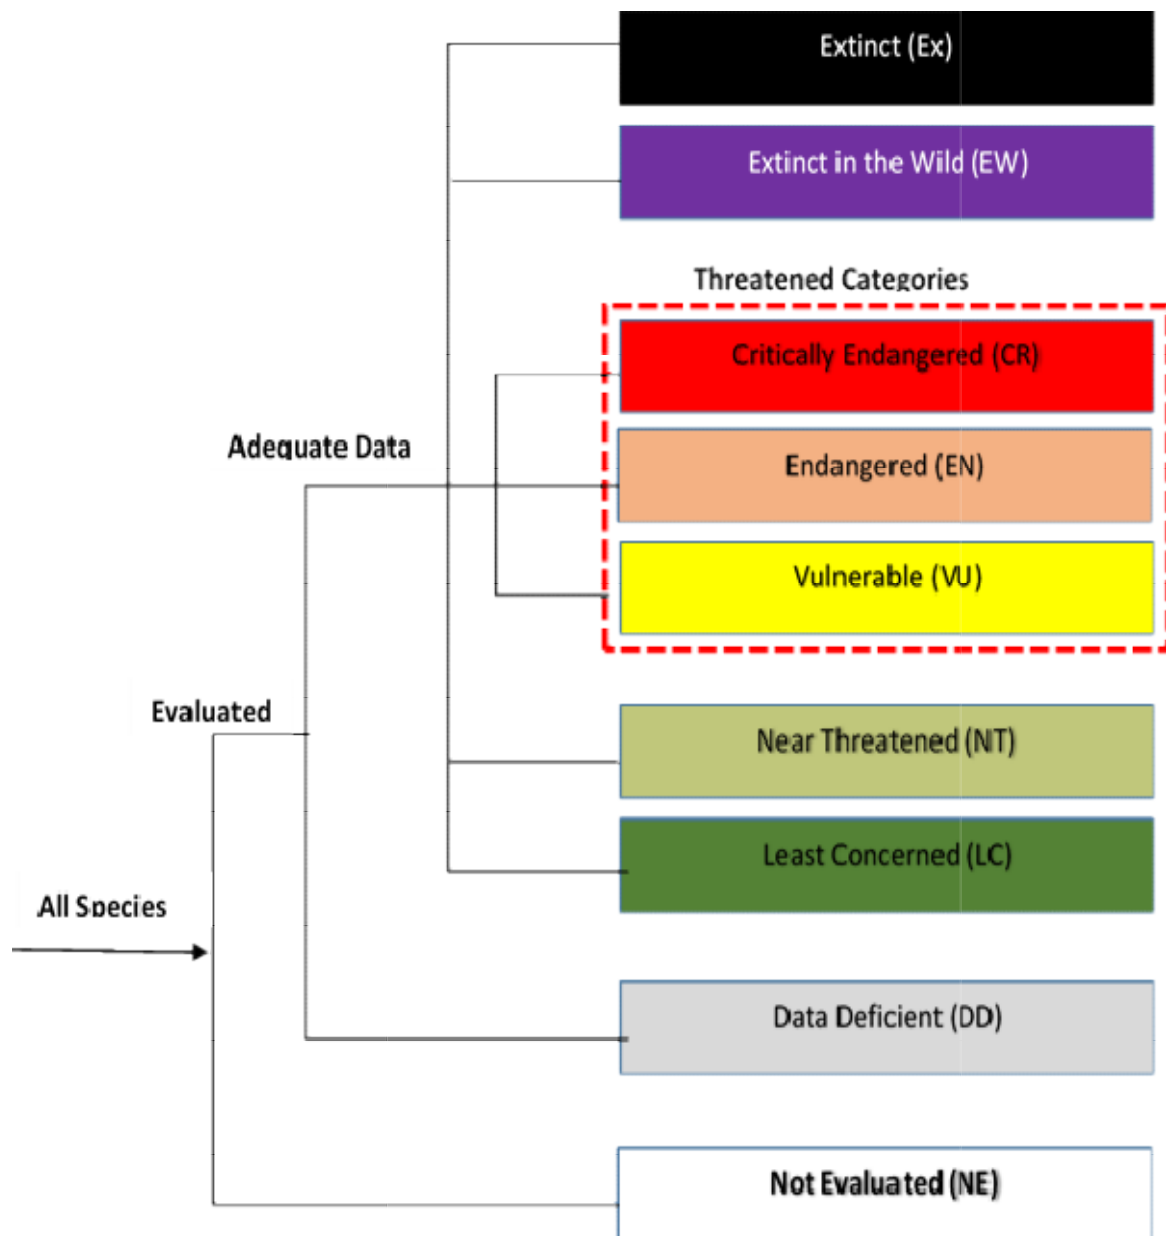 Extinct (Ex)
Extinct in the Wild (EW)
Threatened Categories
Critically Endangered (CR)
Adequate Data
Endangered (EN)
Vulnerable (VU)
Evaluated
Near Threatened (NT)
Least Concerned (LC)
All Species
Data Deficient (DD)
Not Evaluated (NE)